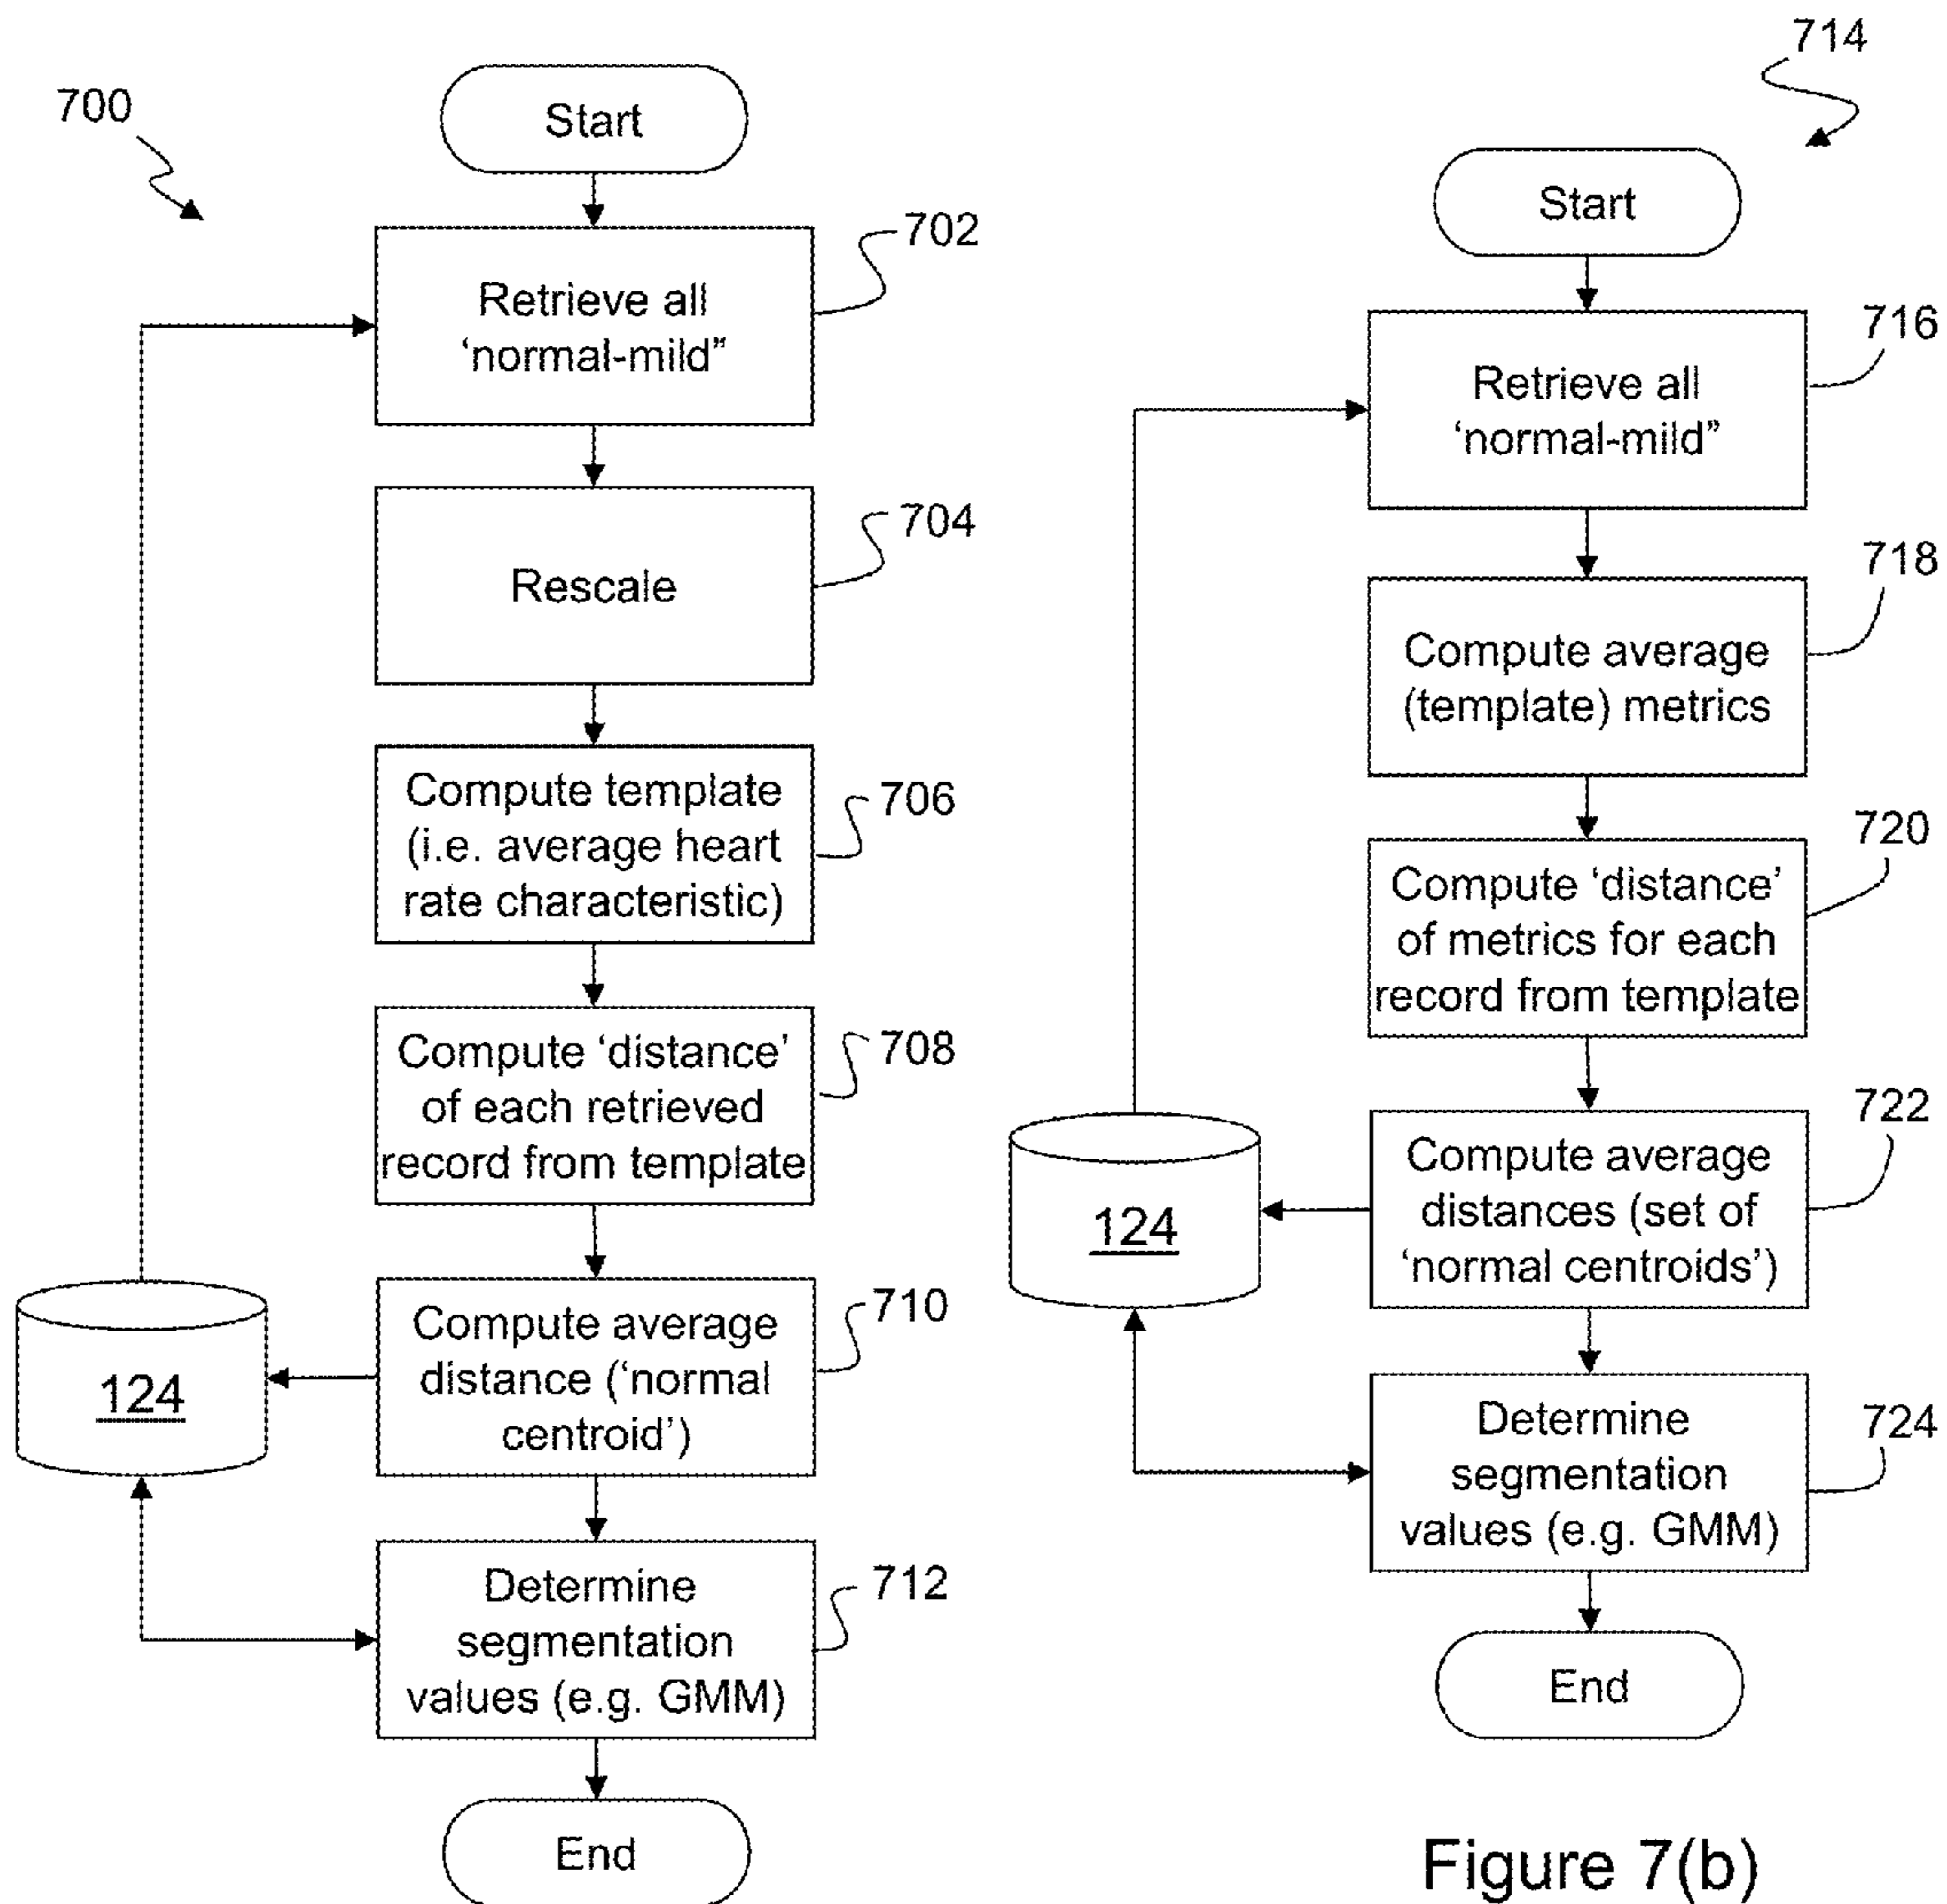 700
Start
702
Retrieve all
‘normal-mild”
704
Rescale
Compute template
(i.e. average heart
rate characteristic)
706
Compute ‘distance’
of each retrieved
record from template
708
124
Compute average
distance (‘normal
centroid’)
710
Determine
segmentation
values (e.g. GMM)
712
End
714
Start
716
Retrieve all
‘normal-mild”
718
Compute average
(template) metrics
720
Compute ‘distance’
of metrics for each
record from template
722
124
Compute average
distances (set of
‘normal centroids’)
Determine
segmentation
values (e.g. GMM)
724
End
Figure 7(b)